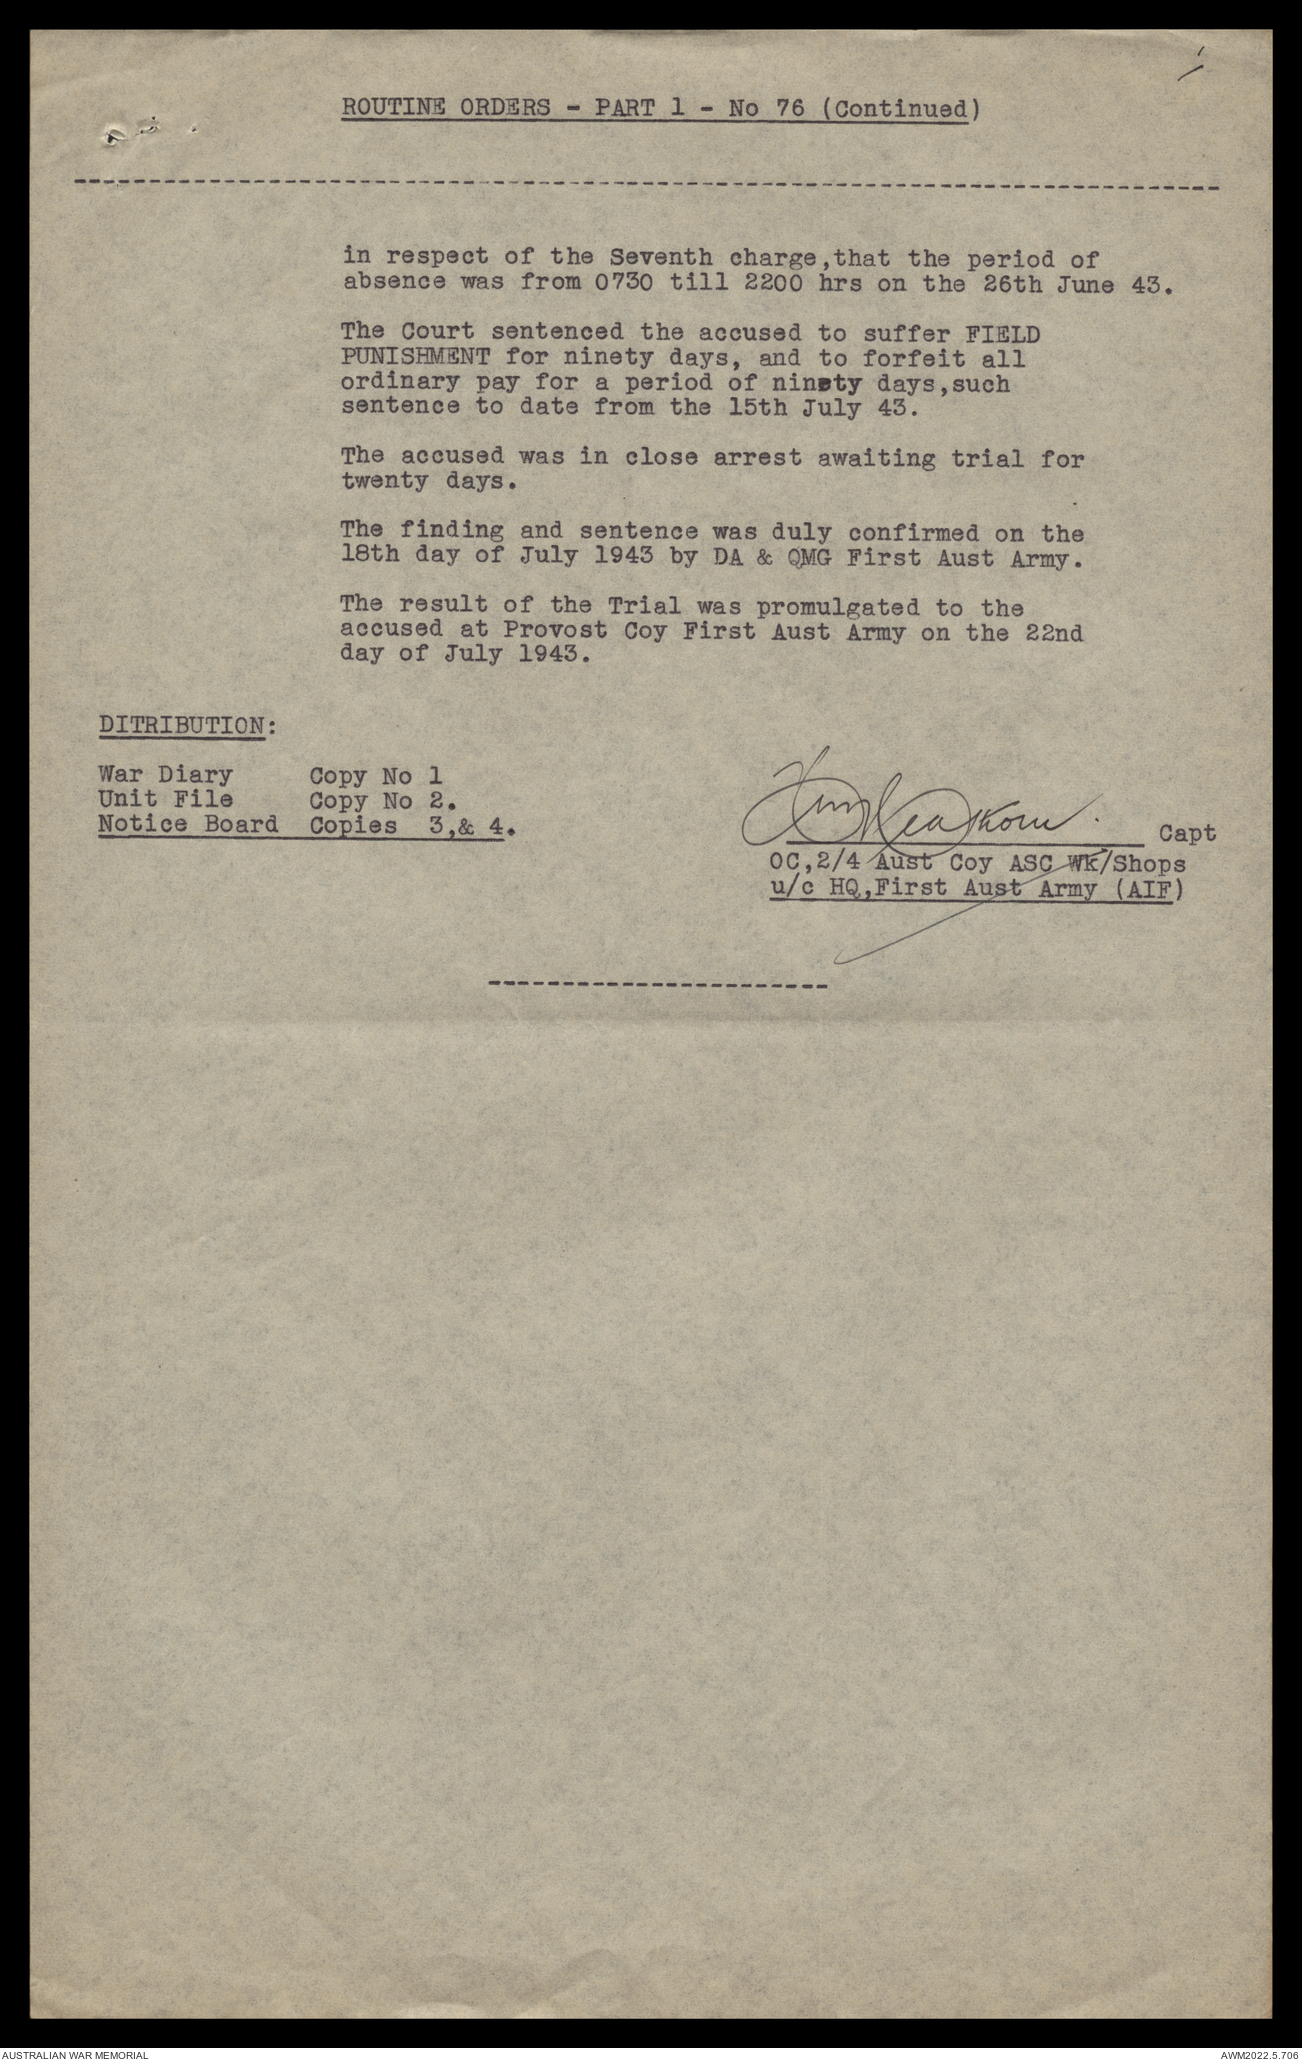 ROUTINE ORDERS - PART 1 - No 76 (Continued)
in respect of the Seventh charge,that the period of
absence was from 0730 till 2200 hrs on the 26th June 43.
The Court sentenced the accused to suffer FIELD
PUNISHMENT for ninety days, and to forfeit all
ordinary pay for a period of ninety days,such
sentence to date from the 15th July 43.
The accused was in close arrest awaiting trial for
twenty days.
The finding and sentence was duly confirmed on the
18th day of July 1943 by DA & QMG First Aust Army.
The result of the Trial was promulgated to the
accused at Provost Coy First Aust Army on the 22nd
day of July 1943.
DITRIBUTION:
War Diary Copy No 1
Unit File Copy No 2.
Notice Board Copies 3,& 4.
Capt
OC,2/4 Aust Coy ASC Wk/Shops
u/c HQ,First Aust Army (AIF)
AUSTRALIAN WAR MEMORIAL
AWM2022.5.706